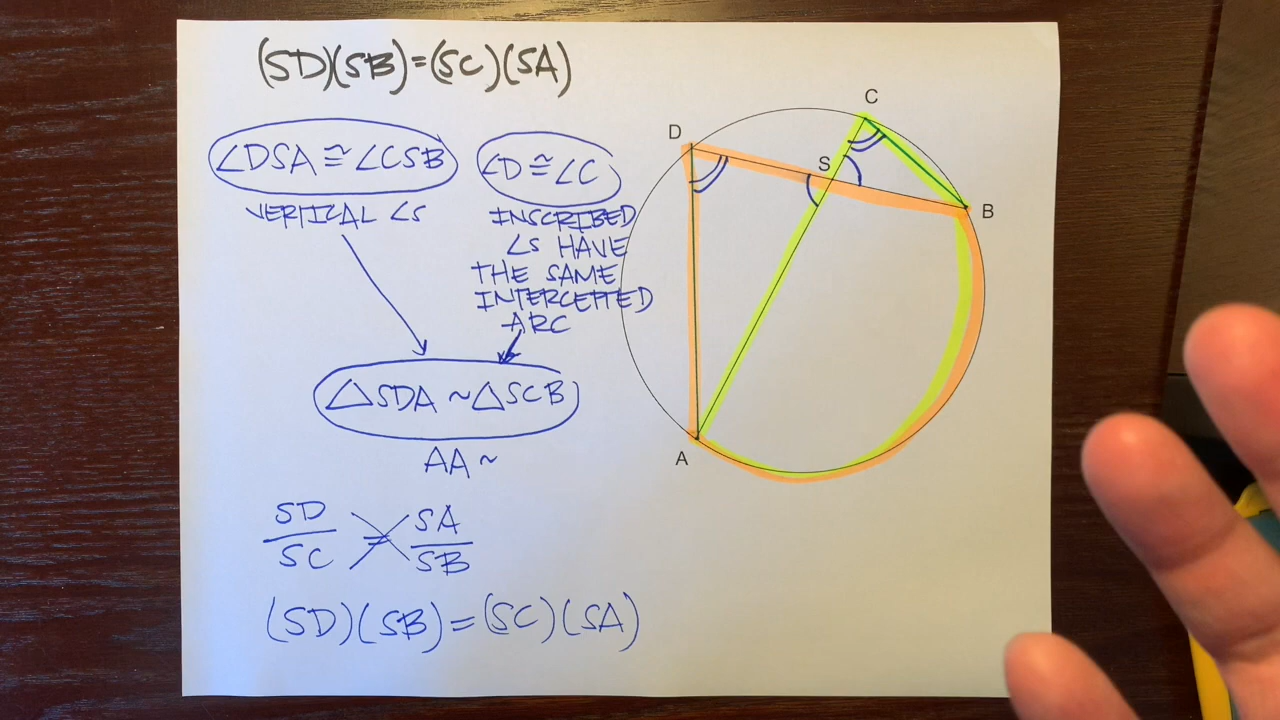 (SD)(SB)=(SC)(SA)
∠DSA ≅ ∠CSB
VERTICAL ∠S
∠D ≅ ∠C
INSCRIBED
∠S HAVE
THE SAME
INTERCEPTED
ARC
△SDA ~ △SCB
AA ~
SD/SC = SA/SB
(SD)(SB)=(SC)(SA)
C
D
S
B
A